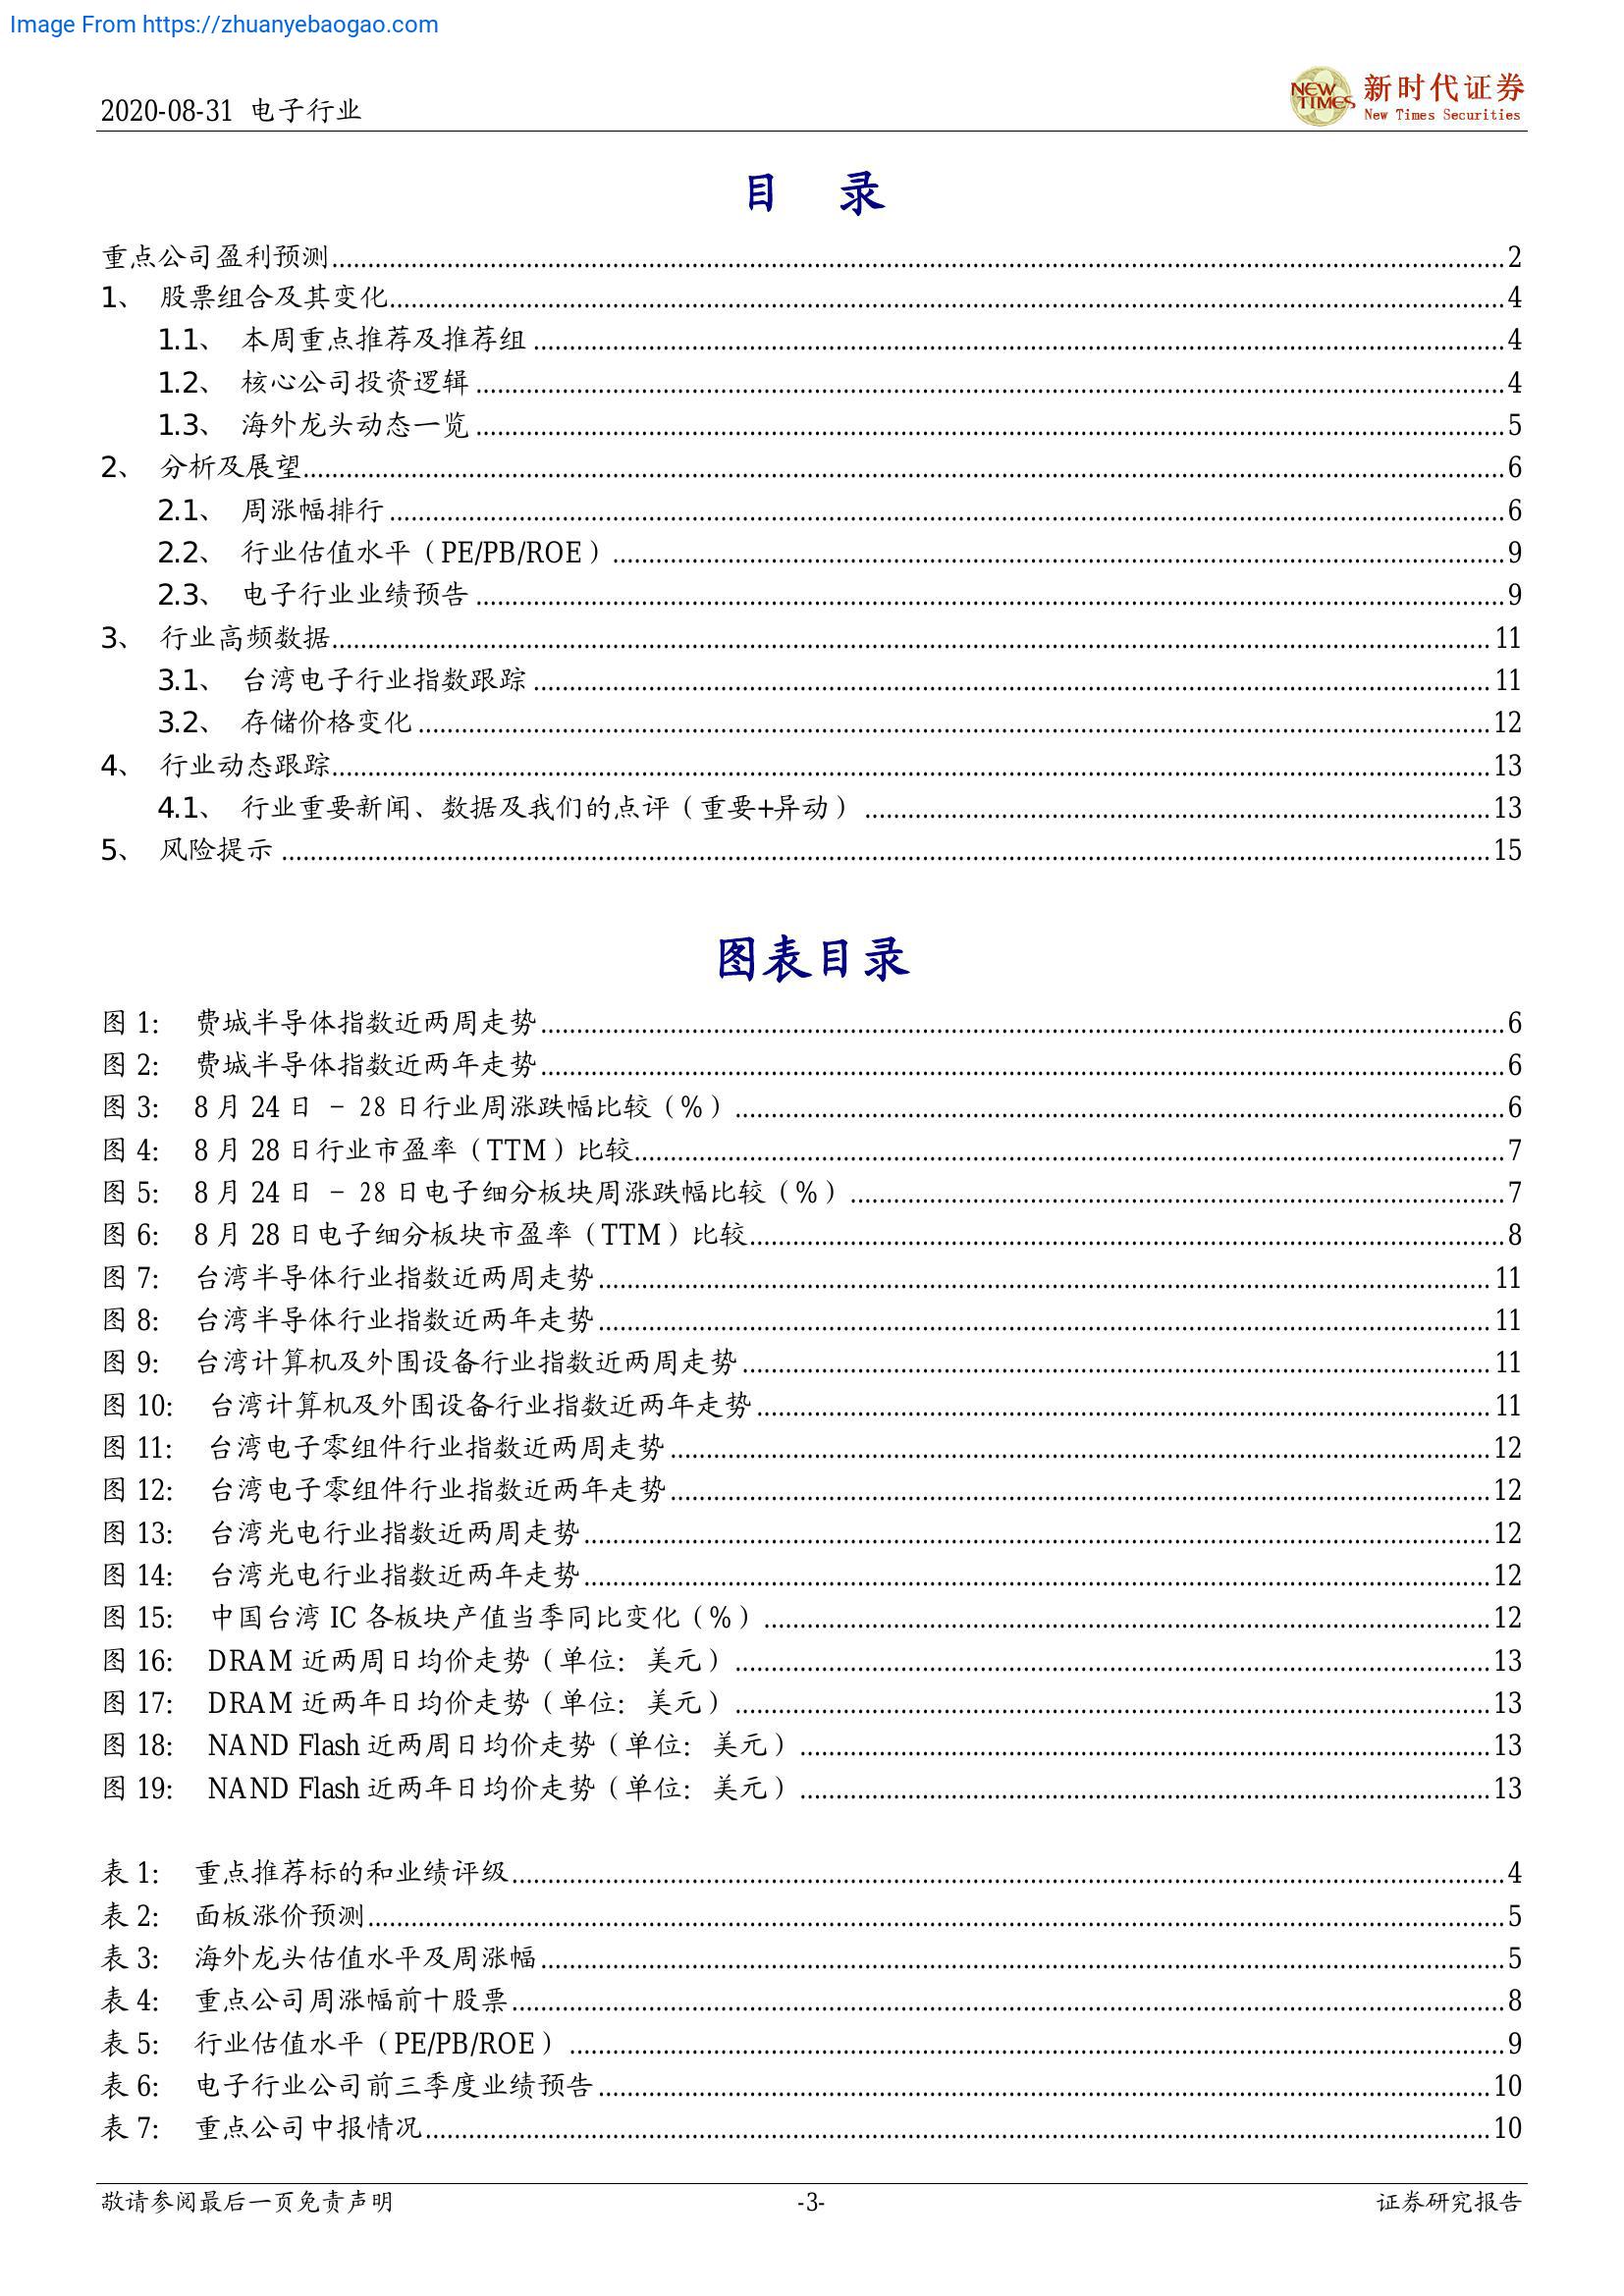 Image From https://zhuanyebaogao.com
2020-08-31 电子行业
NEW TIMES 新时代证券
New Times Securities
目 录
重点公司盈利预测 2
1、 股票组合及其变化 4
1.1、 本周重点推荐及推荐组 4
1.2、 核心公司投资逻辑 4
1.3、 海外龙头动态一览 5
2、 分析及展望 6
2.1、 周涨幅排行 6
2.2、 行业估值水平（PE/PB/ROE） 9
2.3、 电子行业业绩预告 9
3、 行业高频数据 11
3.1、 台湾电子行业指数跟踪 11
3.2、 存储价格变化 12
4、 行业动态跟踪 13
4.1、 行业重要新闻、数据及我们的点评（重要+异动） 13
5、 风险提示 15
图表目录
图 1: 费城半导体指数近两周走势 6
图 2: 费城半导体指数近两年走势 6
图 3: 8 月 24 日 – 28 日行业周涨跌幅比较（%） 6
图 4: 8 月 28 日行业市盈率（TTM）比较 7
图 5: 8 月 24 日 – 28 日电子细分板块周涨跌幅比较（%） 7
图 6: 8 月 28 日电子细分板块市盈率（TTM）比较 8
图 7: 台湾半导体行业指数近两周走势 11
图 8: 台湾半导体行业指数近两年走势 11
图 9: 台湾计算机及外围设备行业指数近两周走势 11
图 10: 台湾计算机及外围设备行业指数近两年走势 11
图 11: 台湾电子零组件行业指数近两周走势 12
图 12: 台湾电子零组件行业指数近两年走势 12
图 13: 台湾光电行业指数近两周走势 12
图 14: 台湾光电行业指数近两年走势 12
图 15: 中国台湾 IC 各板块产值当季同比变化（%） 12
图 16: DRAM 近两周日均价走势（单位：美元） 13
图 17: DRAM 近两年日均价走势（单位：美元） 13
图 18: NAND Flash 近两周日均价走势（单位：美元） 13
图 19: NAND Flash 近两年日均价走势（单位：美元） 13
表 1: 重点推荐标的和业绩评级 4
表 2: 面板涨价预测 5
表 3: 海外龙头估值水平及周涨幅 5
表 4: 重点公司周涨幅前十股票 8
表 5: 行业估值水平（PE/PB/ROE） 9
表 6: 电子行业公司前三季度业绩预告 10
表 7: 重点公司中报情况 10
敬请参阅最后一页免责声明 -3- 证券研究报告